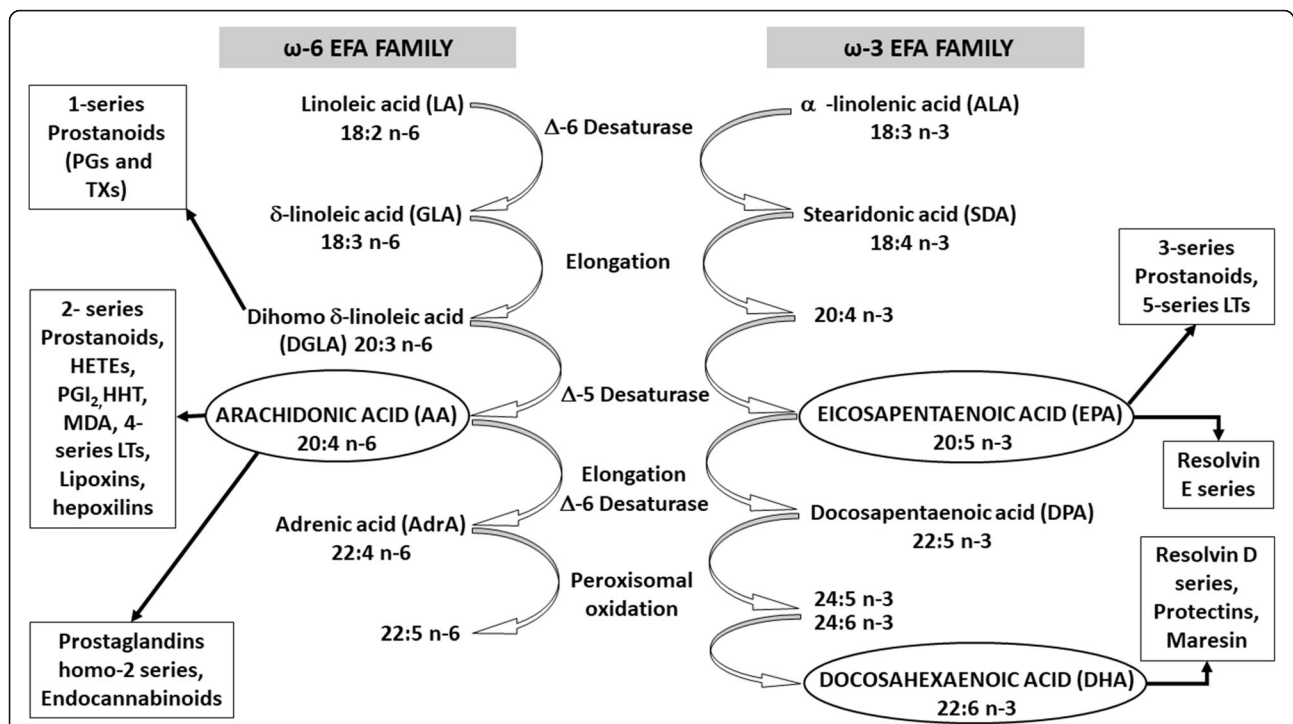 ω-6 EFA FAMILY
ω-3 EFA FAMILY
1-series
Prostanoids
(PGs and
TXs)
Linoleic acid (LA)
18:2 n-6
Δ-6 Desaturase
α -linolenic acid (ALA)
18:3 n-3
δ-linoleic acid (GLA)
18:3 n-6
Stearidonic acid (SDA)
18:4 n-3
Elongation
3-series
Prostanoids,
5-series LTs
2- series
Prostanoids,
HETEs,
PGI2,HHT,
MDA, 4-
series LTs,
Lipoxins,
hepoxilins
Dihomo δ-linoleic acid
(DGLA) 20:3 n-6
20:4 n-3
Δ-5 Desaturase
ARACHIDONIC ACID (AA)
20:4 n-6
EICOSAPENTAENOIC ACID (EPA)
20:5 n-3
Resolvin
E series
Elongation
Δ-6 Desaturase
Adrenic acid (AdrA)
22:4 n-6
Docosapentaenoic acid (DPA)
22:5 n-3
Resolvin D
series,
Protectins,
Maresin
Peroxisomal
oxidation
22:5 n-6
24:5 n-3
24:6 n-3
Prostaglandins
homo-2 series,
Endocannabinoids
DOCOSAHEXAENOIC ACID (DHA)
22:6 n-3